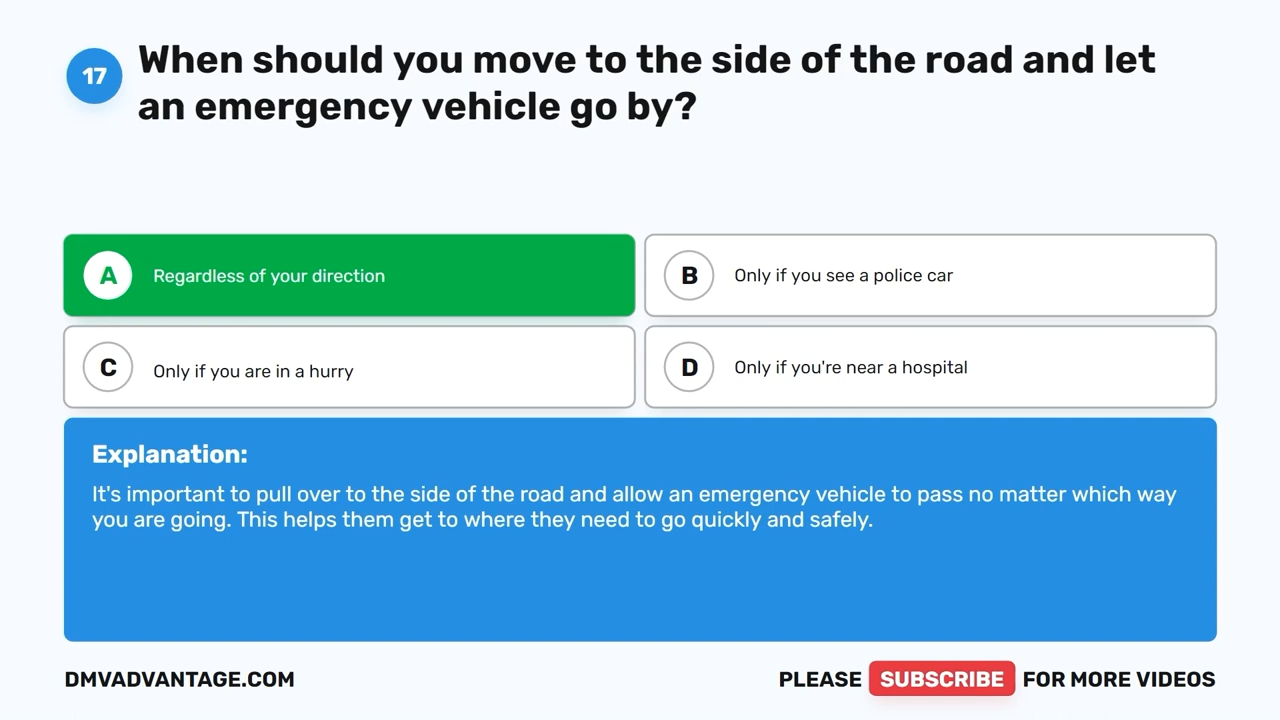 17
When should you move to the side of the road and let
an emergency vehicle go by?
A Regardless of your direction
B Only if you see a police car
C Only if you are in a hurry
D Only if you're near a hospital
Explanation:
It's important to pull over to the side of the road and allow an emergency vehicle to pass no matter which way
you are going. This helps them get to where they need to go quickly and safely.
DMVADVANTAGE.COM
PLEASE SUBSCRIBE FOR MORE VIDEOS